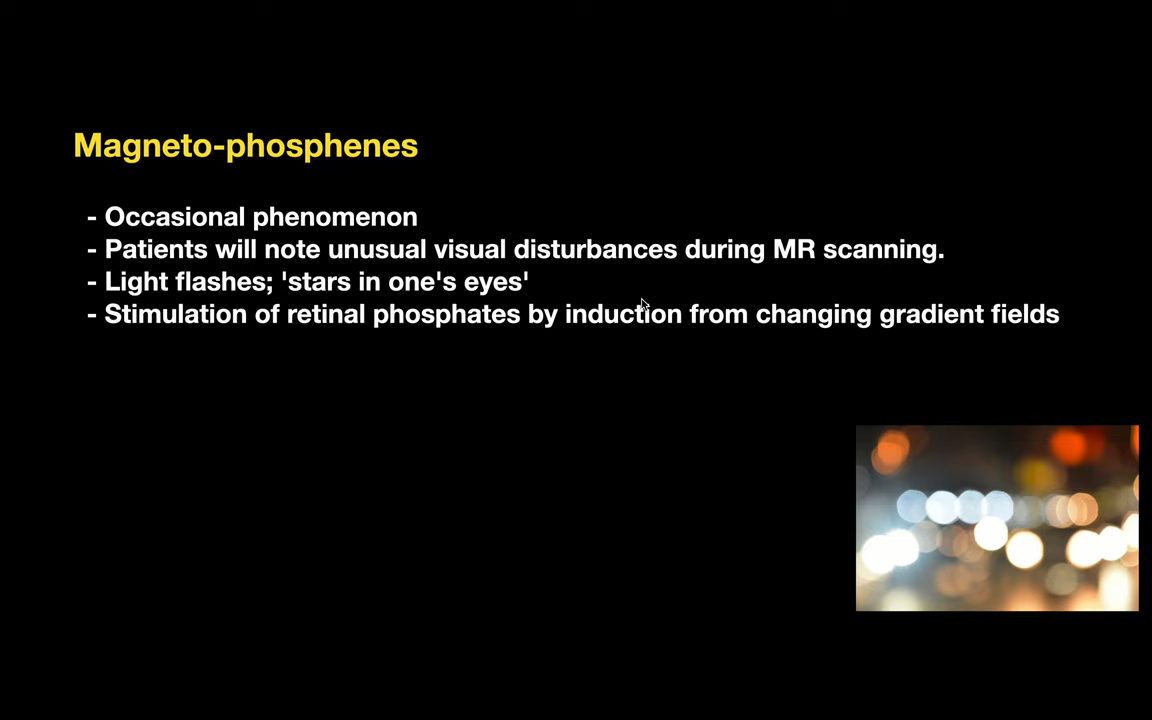 Magneto-phosphenes
- Occasional phenomenon
- Patients will note unusual visual disturbances during MR scanning.
- Light flashes; 'stars in one's eyes'
- Stimulation of retinal phosphates by induction from changing gradient fields